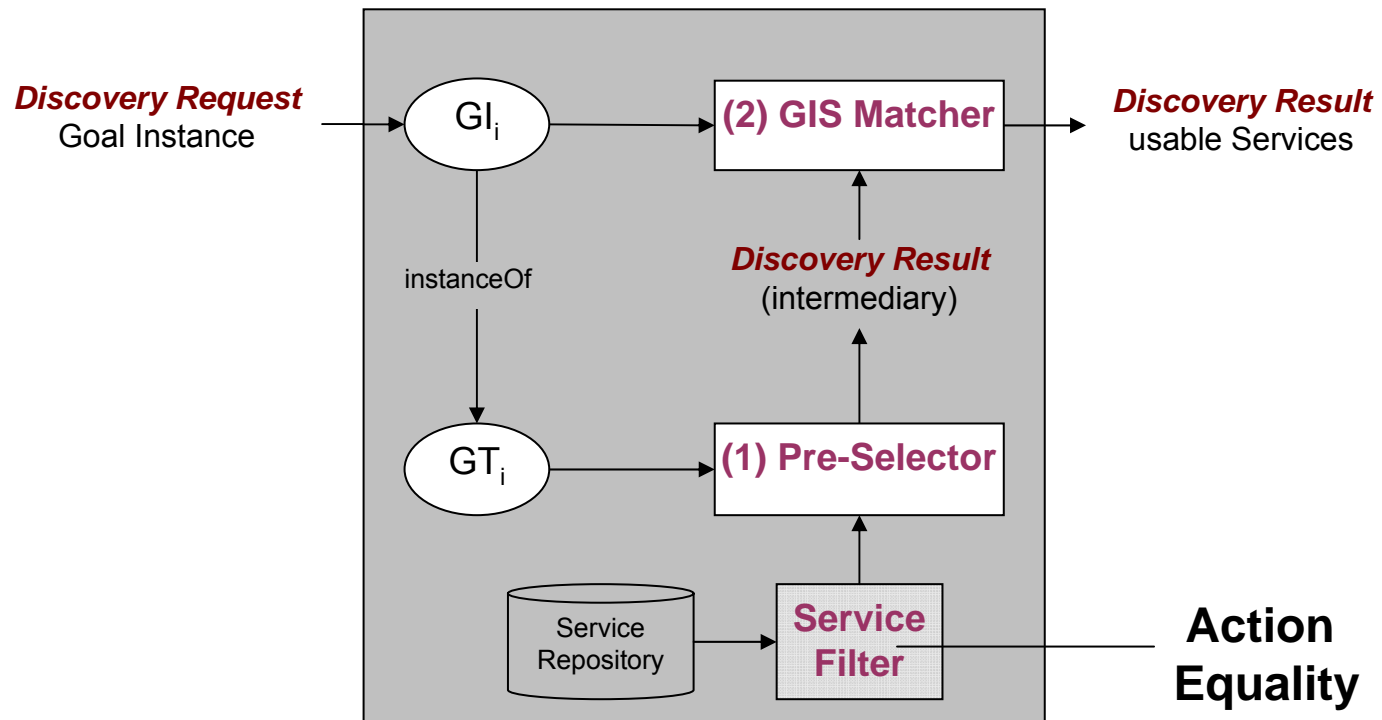 Discovery Request
Goal Instance
GIi
(2) GIS Matcher
Discovery Result
usable Services
instanceOf
Discovery Result
(intermediary)
GTi
(1) Pre-Selector
Service
Repository
Service
Filter
Action
Equality